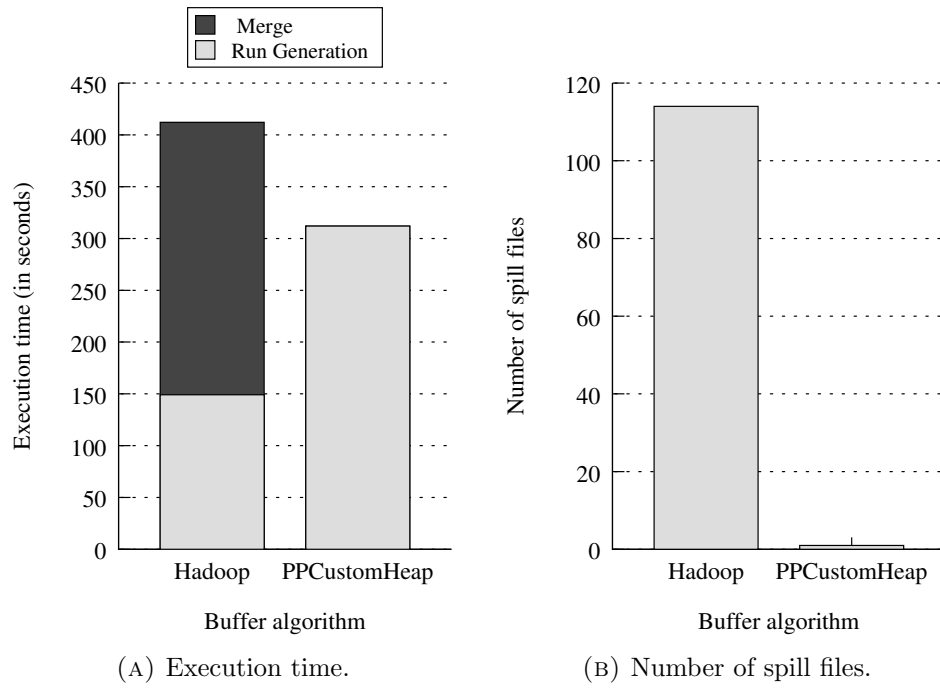 Merge
Run Generation
450
400
350
300
250
200
150
100
50
0
Execution time (in seconds)
Hadoop PPCustomHeap
Buffer algorithm
(A) Execution time.
120
100
80
60
40
20
0
Number of spill files
Hadoop PPCustomHeap
Buffer algorithm
(B) Number of spill files.